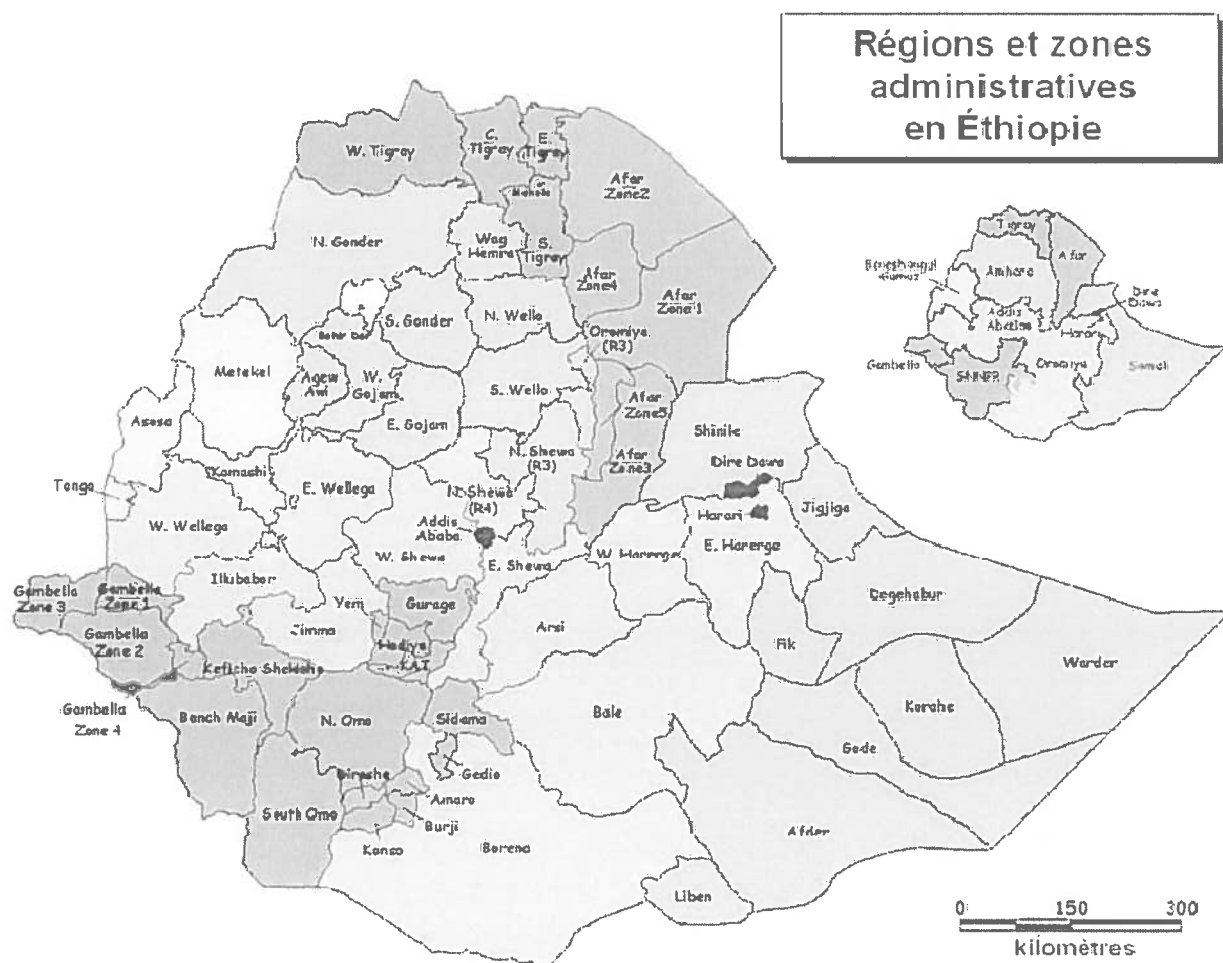 Régions et zones
administratives
en Éthiopie
W. Tigray
C.
Tigray
E.
Tigray
Afar
Zone2
N. Gonder
Wag
Hemra
S.
Tigray
Afar
Zone4
Afar
Zone 1
S. Gonder
N. Wello
Oromiya
(R3)
Bahir Dar
Metekel
Agew
Awi
W.
Gojam
S. Wello
Afar
Zone5
E. Gojam
Shinile
Asosa
N. Shewa
(R3)
Afar
Zone3
Dire Dawa
Kamashi
E. Wellega
Tongo
N. Shewa
(R4)
Harari
Jigjiga
W. Wellega
Addis
Ababa
W. Shewa
E. Shewa
W. Harerge
E. Harerge
Illubabor
Gambella
Zone 3
Gambella
Zone 1
Yem
Gurage
Degehabur
Gambella
Zone 2
Jimma
Hadiya
K.A.T
Arsi
Fik
Warder
Keficho Shekicho
Gambella
Zone 4
Bench Maji
N. Omo
Sidama
Bale
Korahe
Gode
Gedio
Dirashe
Amaro
South Omo
Burji
Konso
Borena
Afder
Liben
Tigray
Afar
Amhara
Dire
Dawa
Addis
Harari
Gambella
SNNPR
Oromiya
Somali
0 150 300
kilomètres